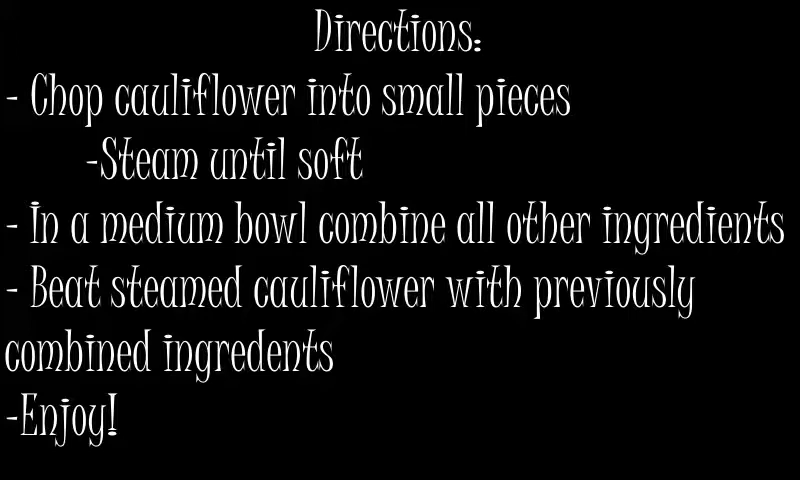 Directions:
- Chop cauliflower into small pieces
-Steam until soft
- In a medium bowl combine all other ingredients
- Beat steamed cauliflower with previously
combined ingredents
-Enjoy!